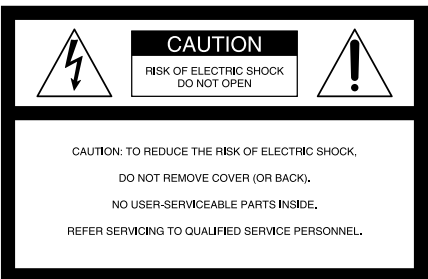 CAUTION
RISK OF ELECTRIC SHOCK
DO NOT OPEN
CAUTION: TO REDUCE THE RISK OF ELECTRIC SHOCK,
DO NOT REMOVE COVER (OR BACK).
NO USER-SERVICEABLE PARTS INSIDE.
REFER SERVICING TO QUALIFIED SERVICE PERSONNEL.